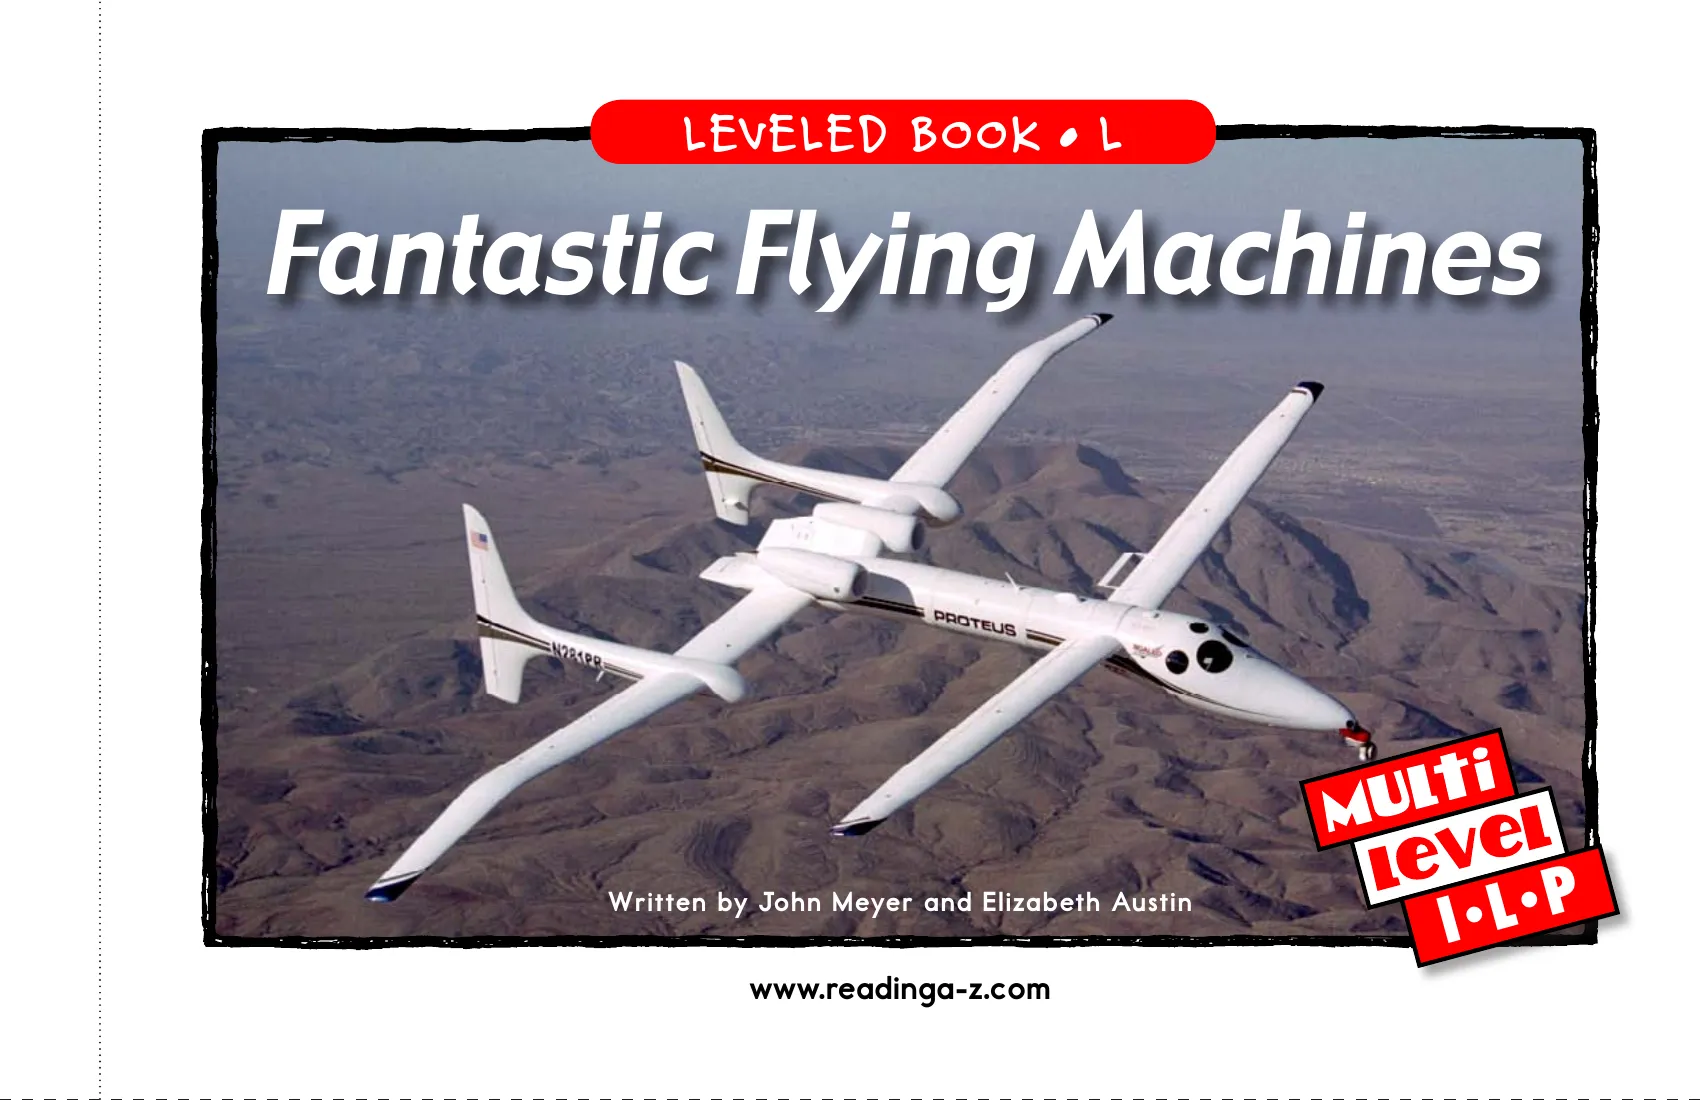 LEVELED BOOK • L
Fantastic Flying Machines
PROTEUS
N281PR
Multi
level
I•L•P
Written by John Meyer and Elizabeth Austin
www.readinga-z.com